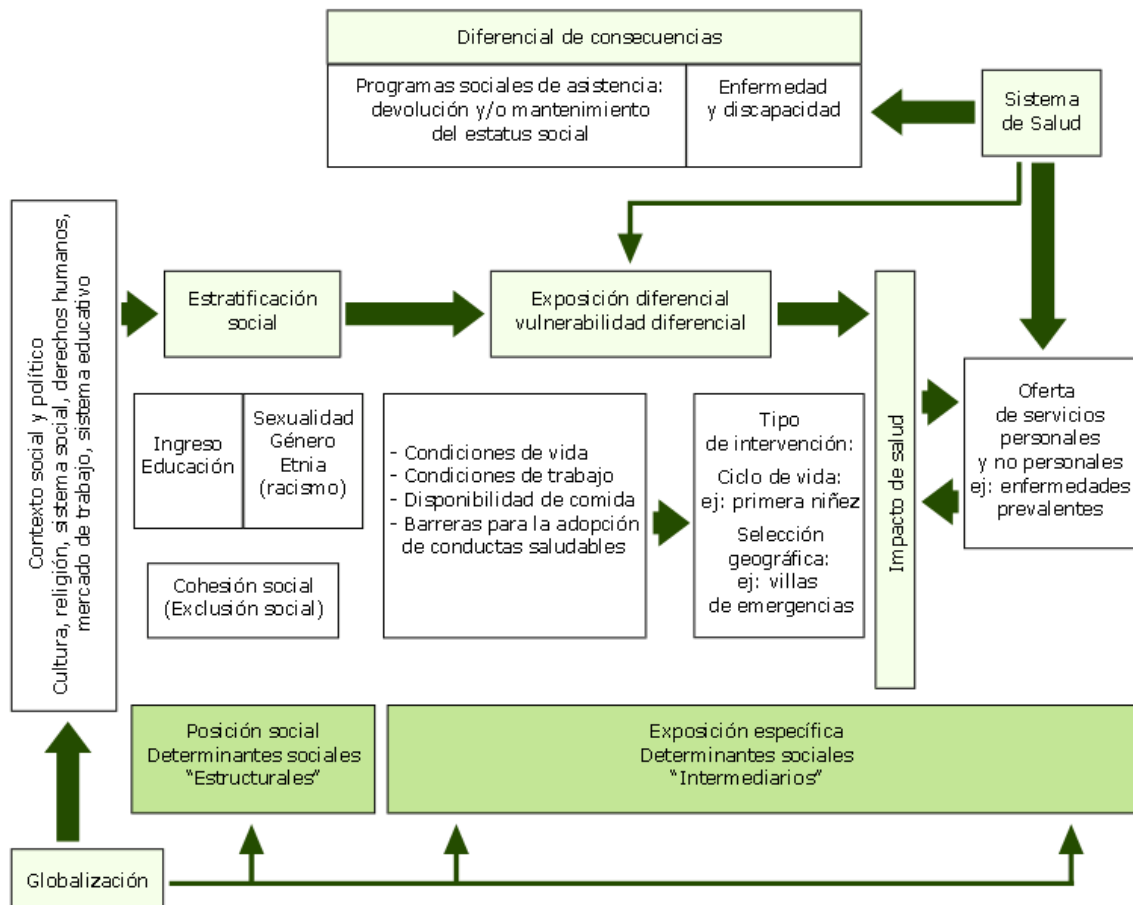 Diferencial de consecuencias
Programas sociales de asistencia:
devolución y/o mantenimiento
del estatus social
Enfermedad
y discapacidad
Sistema
de Salud
Contexto social y político
Cultura, religión, sistema social, derechos humanos,
mercado de trabajo, sistema educativo
Estratificación
social
Exposición diferencial
vulnerabilidad diferencial
Ingreso
Educación
Sexualidad
Género
Etnia
(racismo)
Cohesión social
(Exclusión social)
- Condiciones de vida
- Condiciones de trabajo
- Disponibilidad de comida
- Barreras para la adopción
de conductas saludables
Tipo
de intervención:
Ciclo de vida:
ej: primera niñez
Selección
geográfica:
ej: villas
de emergencias
Impacto de salud
Oferta
de servicios
personales
y no personales
ej: enfermedades
prevalentes
Posición social
Determinantes sociales
“Estructurales”
Exposición específica
Determinantes sociales
“Intermediarios”
Globalización